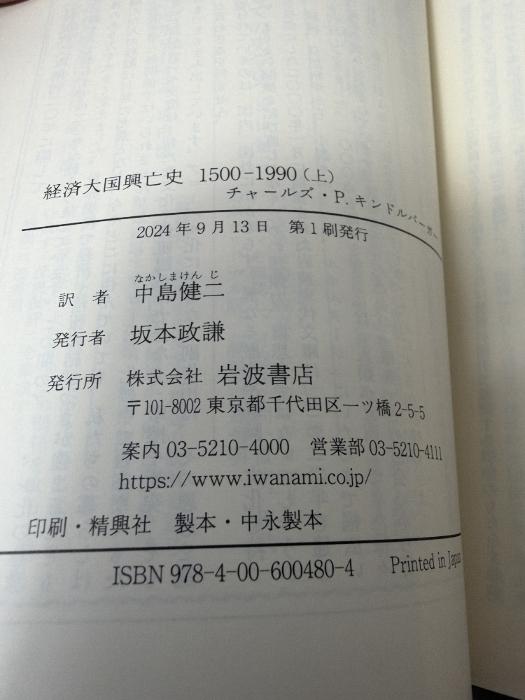 経済大国興亡史 1500-1990(上)
チャールズ・P. キンドルバーガー
2024年9月13日 第1刷発行
なかしまけんじ
訳者 中島健二
発行者 坂本政謙
発行所 株式会社 岩波書店
〒101-8002 東京都千代田区一ツ橋2-5-5
案内 03-5210-4000 営業部 03-5210-4111
https://www.iwanami.co.jp/
印刷・精興社 製本・中永製本
ISBN 978-4-00-600480-4 Printed in Japan